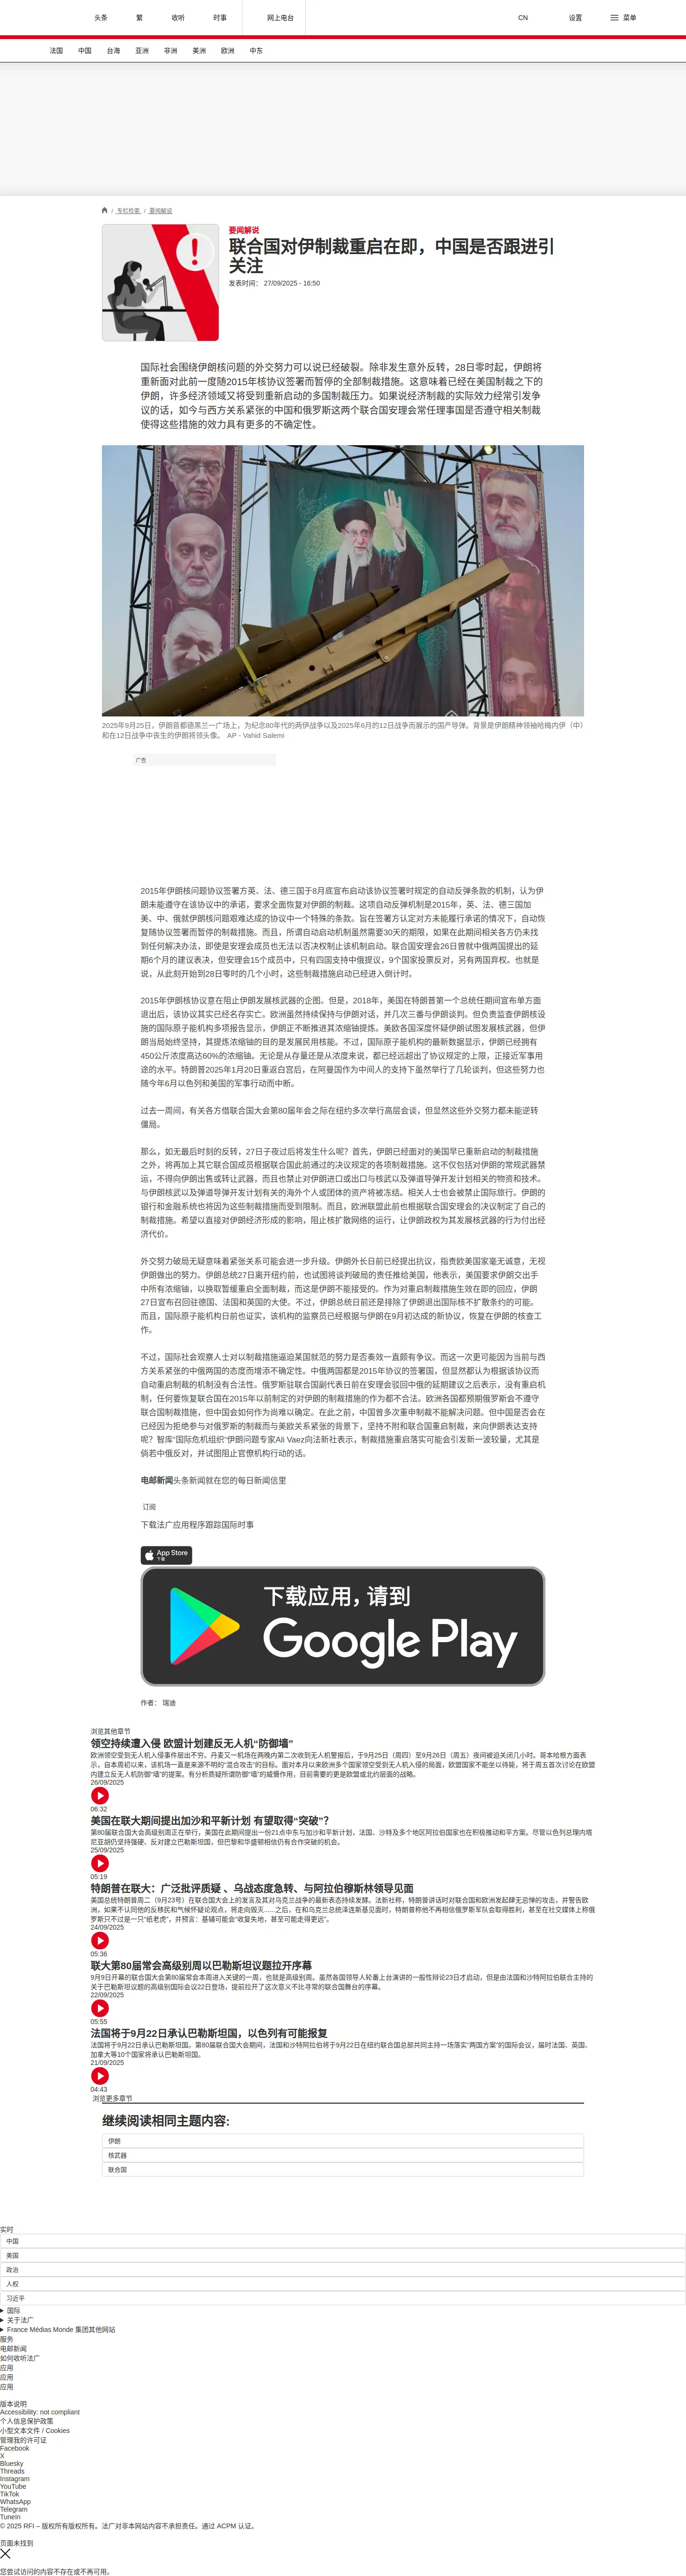 头条
繁
收听
时事
网上电台
CN
设置
菜单
法国
中国
台海
亚洲
非洲
美洲
欧洲
中东
/ 专栏检索 / 要闻解说
要闻解说
联合国对伊制裁重启在即，中国是否跟进引
关注
发表时间： 27/09/2025 - 16:50
国际社会围绕伊朗核问题的外交努力可以说已经破裂。除非发生意外反转，28日零时起，伊朗将
重新面对此前一度随2015年核协议签署而暂停的全部制裁措施。这意味着已经在美国制裁之下的
伊朗，许多经济领域又将受到重新启动的多国制裁压力。如果说经济制裁的实际效力经常引发争
议的话，如今与西方关系紧张的中国和俄罗斯这两个联合国安理会常任理事国是否遵守相关制裁
使得这些措施的效力具有更多的不确定性。
2025年9月25日，伊朗首都德黑兰一广场上，为纪念80年代的两伊战争以及2025年6月的12日战争而展示的国产导弹。背景是伊朗精神领袖哈梅内伊（中）
和在12日战争中丧生的伊朗将领头像。 AP - Vahid Salemi
广告
2015年伊朗核问题协议签署方英、法、德三国于8月底宣布启动该协议签署时规定的自动反弹条款的机制，认为伊
朗未能遵守在该协议中的承诺，要求全面恢复对伊朗的制裁。这项自动反弹机制是2015年，英、法、德三国加
美、中、俄就伊朗核问题艰难达成的协议中一个特殊的条款。旨在签署方认定对方未能履行承诺的情况下，自动恢
复随协议签署而暂停的制裁措施。而且，所谓自动启动机制虽然需要30天的期限，如果在此期间相关各方仍未找
到任何解决办法，即使是安理会成员也无法以否决权制止该机制启动。联合国安理会26日曾就中俄两国提出的延
期6个月的建议表决，但安理会15个成员中，只有四国支持中俄提议，9个国家投票反对，另有两国弃权。也就是
说，从此刻开始到28日零时的几个小时，这些制裁措施启动已经进入倒计时。
2015年伊朗核协议意在阻止伊朗发展核武器的企图。但是，2018年，美国在特朗普第一个总统任期间宣布单方面
退出后，该协议其实已经名存实亡。欧洲虽然持续保持与伊朗对话，并几次三番与伊朗谈判。但负责监查伊朗核设
施的国际原子能机构多项报告显示，伊朗正不断推进其浓缩铀提炼。美欧各国深度怀疑伊朗试图发展核武器，但伊
朗当局始终坚持，其提炼浓缩铀的目的是发展民用核能。不过，国际原子能机构的最新数据显示，伊朗已经拥有
450公斤浓度高达60%的浓缩铀。无论是从存量还是从浓度来说，都已经远超出了协议规定的上限，正接近军事用
途的水平。特朗普2025年1月20日重返白宫后，在阿曼国作为中间人的支持下虽然举行了几轮谈判，但这些努力也
随今年6月以色列和美国的军事行动而中断。
过去一周间，有关各方借联合国大会第80届年会之际在纽约多次举行高层会谈，但显然这些外交努力都未能逆转
僵局。
那么，如无最后时刻的反转，27日子夜过后将发生什么呢？首先，伊朗已经面对的美国早已重新启动的制裁措施
之外，将再加上其它联合国成员根据联合国此前通过的决议规定的各项制裁措施。这不仅包括对伊朗的常规武器禁
运，不得向伊朗出售或转让武器，而且也禁止对伊朗进口或出口与核武以及弹道导弹开发计划相关的物资和技术。
与伊朗核武以及弹道导弹开发计划有关的海外个人或团体的资产将被冻结。相关人士也会被禁止国际旅行。伊朗的
银行和金融系统也将因为这些制裁措施而受到限制。而且，欧洲联盟此前也根据联合国安理会的决议制定了自己的
制裁措施。希望以直接对伊朗经济形成的影响，阻止核扩散网络的运行，让伊朗政权为其发展核武器的行为付出经
济代价。
外交努力破局无疑意味着紧张关系可能会进一步升级。伊朗外长日前已经提出抗议，指责欧美国家毫无诚意，无视
伊朗做出的努力。伊朗总统27日离开纽约前，也试图将谈判破局的责任推给美国，他表示，美国要求伊朗交出手
中所有浓缩铀，以换取暂缓重启全面制裁，而这是伊朗不能接受的。作为对重启制裁措施生效在即的回应，伊朗
27日宣布召回驻德国、法国和英国的大使。不过，伊朗总统日前还是排除了伊朗退出国际核不扩散条约的可能。
而且，国际原子能机构日前也证实，该机构的监察员已经根据与伊朗在9月初达成的新协议，恢复在伊朗的核查工
作。
不过，国际社会观察人士对以制裁措施逼迫某国就范的努力是否奏效一直颇有争议。而这一次更可能因为当前与西
方关系紧张的中俄两国的态度而增添不确定性。中俄两国都是2015年协议的签署国，但显然都认为根据该协议而
自动重启制裁的机制没有合法性。俄罗斯驻联合国副代表日前在安理会驳回中俄的延期建议之后表示，没有重启机
制，任何要恢复联合国在2015年以前制定的对伊朗的制裁措施的作为都不合法。欧洲各国都预期俄罗斯会不遵守
联合国制裁措施，但中国会如何作为尚难以确定。在此之前，中国曾多次重申制裁不能解决问题。但中国是否会在
已经因为拒绝参与对俄罗斯的制裁而与美欧关系紧张的背景下，坚持不附和联合国重启制裁，来向伊朗表达支持
呢？智库“国际危机组织”伊朗问题专家Ali Vaez向法新社表示，制裁措施重启落实可能会引发新一波较量，尤其是
倘若中俄反对，并试图阻止官僚机构行动的话。
电邮新闻头条新闻就在您的每日新闻信里
订阅
下载法广应用程序跟踪国际时事
App Store
下载
下载应用，请到
Google Play
作者： 瑞迪
浏览其他章节
领空持续遭入侵 欧盟计划建反无人机“防御墙”
欧洲领空受到无人机入侵事件层出不穷。丹麦又一机场在两晚内第二次收到无人机警报后，于9月25日（周四）至9月26日（周五）夜间被迫关闭几小时。哥本哈根方面表
示，自本周初以来，该机场一直是来源不明的“混合攻击”的目标。面对本月以来欧洲多个国家领空受到无人机入侵的局面，欧盟国家不能坐以待毙，将于周五首次讨论在欧盟
内建立反无人机防御“墙”的提案。有分析质疑所谓防御“墙”的威慑作用，目前需要的更是欧盟或北约层面的战略。
26/09/2025
06:32
美国在联大期间提出加沙和平新计划 有望取得“突破”？
第80届联合国大会高级别周正在举行，美国在此期间提出一份21点中东与加沙和平新计划，法国、沙特及多个地区阿拉伯国家也在积极推动和平方案。尽管以色列总理内塔
尼亚胡仍坚持强硬、反对建立巴勒斯坦国，但巴黎和华盛顿相信仍有合作突破的机会。
25/09/2025
05:19
特朗普在联大：广泛批评质疑 、乌战态度急转、与阿拉伯穆斯林领导见面
美国总统特朗普周二（9月23号）在联合国大会上的发言及其对乌克兰战争的最新表态持续发酵。法新社称，特朗普讲话时对联合国和欧洲发起肆无忌惮的攻击，并警告欧
洲，如果不认同他的反移民和气候怀疑论观点，将走向毁灭......之后，在和乌克兰总统泽连斯基见面时，特朗普称他不再相信俄罗斯军队会取得胜利，甚至在社交媒体上称俄
罗斯只不过是一只“纸老虎”，并预言：基辅可能会“收复失地，甚至可能走得更远”。
24/09/2025
05:36
联大第80届常会高级别周以巴勒斯坦议题拉开序幕
9月9日开幕的联合国大会第80届常会本周进入关键的一周，也就是高级别周。虽然各国领导人轮番上台演讲的一般性辩论23日才启动，但是由法国和沙特阿拉伯联合主持的
关于巴勒斯坦议题的高级别国际会议22日登场，提前拉开了这次意义不比寻常的联合国舞台的序幕。
22/09/2025
05:55
法国将于9月22日承认巴勒斯坦国，以色列有可能报复
法国将于9月22日承认巴勒斯坦国。第80届联合国大会期间，法国和沙特阿拉伯将于9月22日在纽约联合国总部共同主持一场落实“两国方案”的国际会议，届时法国、英国、
加拿大等10个国家将承认巴勒斯坦国。
21/09/2025
04:43
浏览更多章节
继续阅读相同主题内容:
伊朗
核武器
联合国
实时
中国
美国
政治
人权
习近平
国际
关于法广
France Médias Monde 集团其他网站
服务
电邮新闻
如何收听法广
应用
应用
应用
版本说明
Accessibility: not compliant
个人信息保护政策
小型文本文件 / Cookies
管理我的许可证
Facebook
X
Bluesky
Threads
Instagram
YouTube
TikTok
WhatsApp
Telegram
TuneIn
© 2025 RFI – 版权所有版权所有。法广对非本网站内容不承担责任。通过 ACPM 认证。
页面未找到
您尝试访问的内容不存在或不再可用。